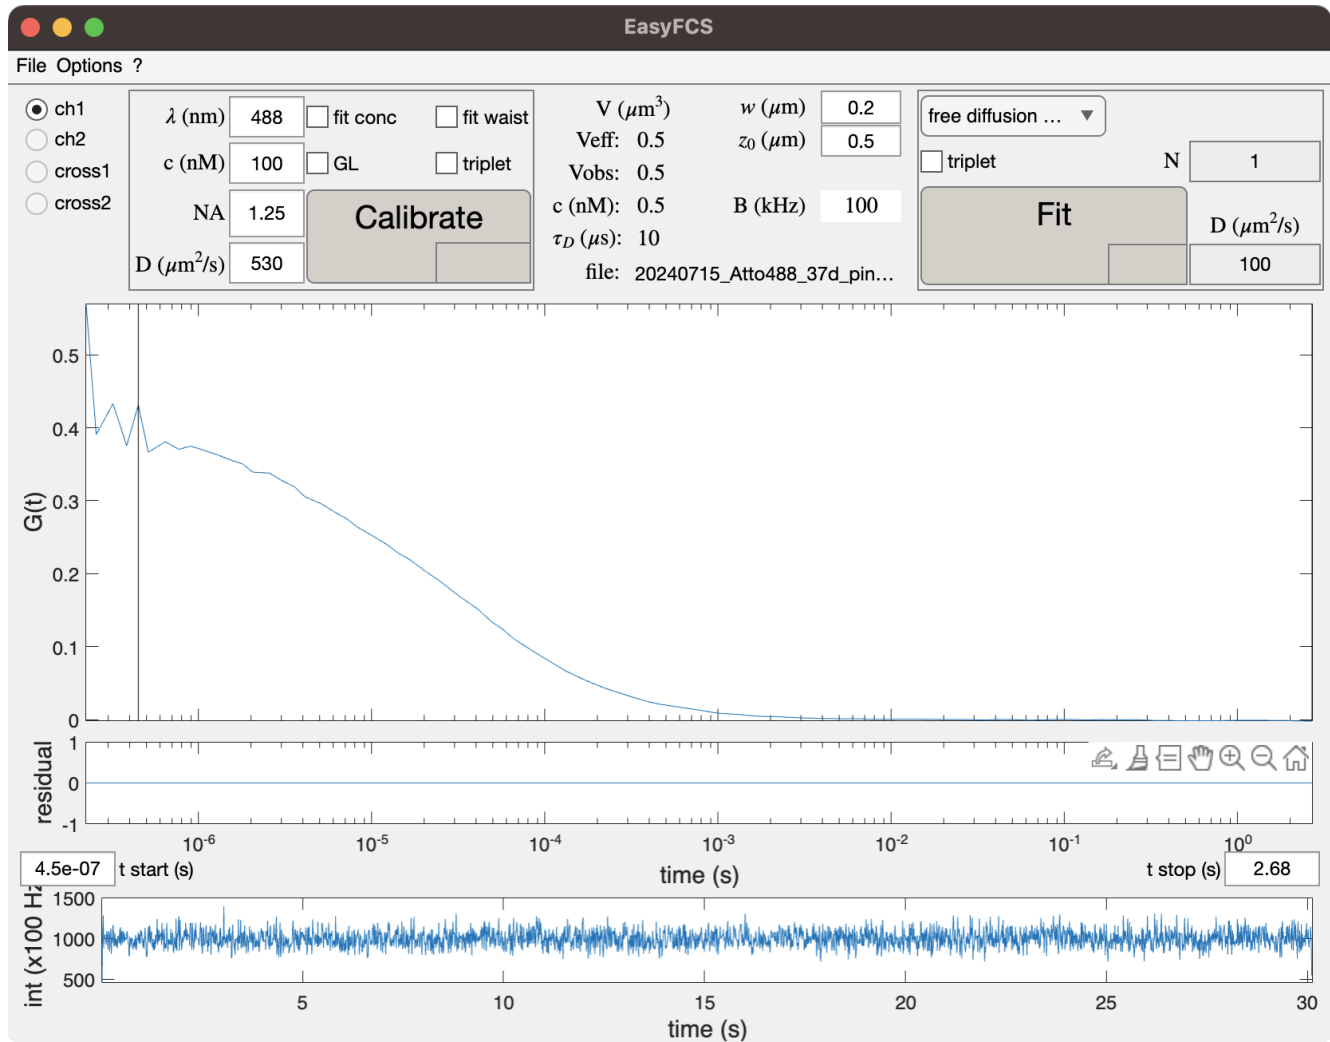 EasyFCS
File Options ?
ch1
ch2
cross1
cross2
λ (nm) 488 fit conc fit waist
c (nM) 100 GL triplet
NA 1.25 Calibrate
D (μm²/s) 530
V (μm³)
Veff: 0.5
Vobs: 0.5
c (nM): 0.5
τD (μs): 10
file: 20240715_Atto488_37d_pin...
w (μm) 0.2
z₀ (μm) 0.5
B (kHz) 100
free diffusion ...
triplet N 1
Fit
D (μm²/s)
100
G(t)
0.5
0.4
0.3
0.2
0.1
0
residual
1
0
-1
10⁻⁶ 10⁻⁵ 10⁻⁴ 10⁻³ 10⁻² 10⁻¹ 10⁰
time (s)
4.5e-07 t start (s)
t stop (s) 2.68
int (x100 Hz
1500
1000
500
5 10 15 20 25 30
time (s)